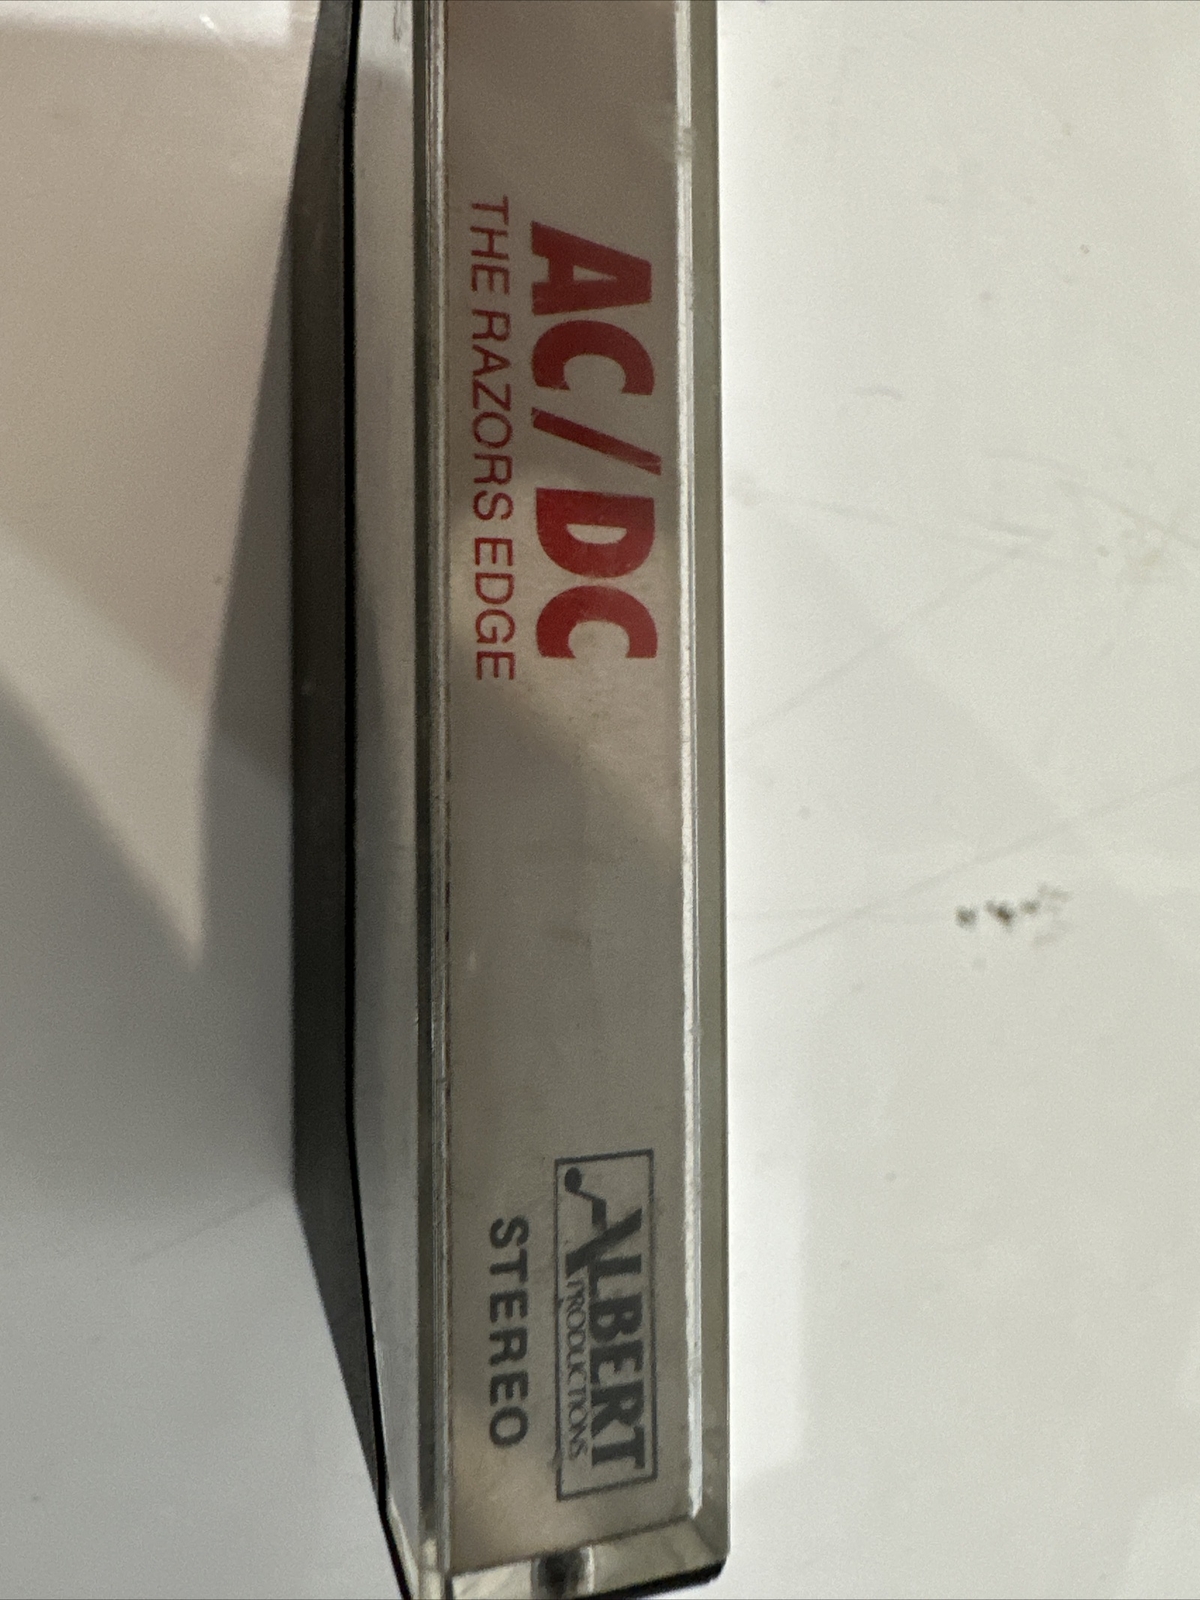 AC/DC
THE RAZORS EDGE
ALBERT
PRODUCTIONS
STEREO